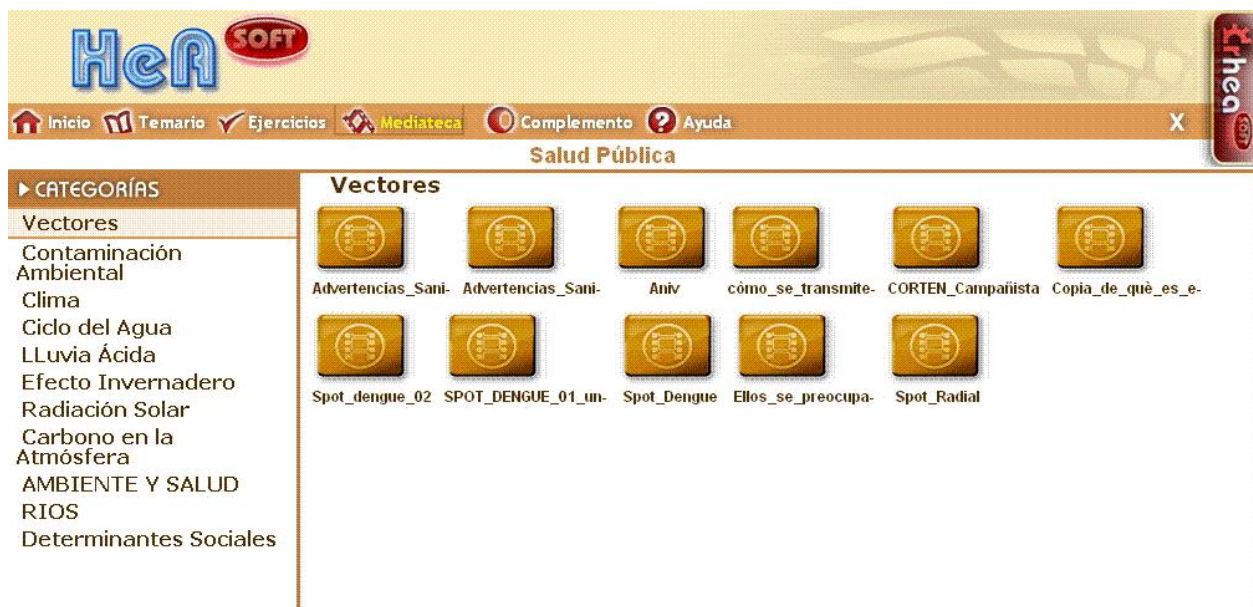 HeA SOFT
Crhea SOFT
Inicio Temario Ejercicios Mediateca Complemento Ayuda X
Salud Pública
CATEGORÍAS
Vectores
Contaminación
Ambiental
Clima
Ciclo del Agua
LLuvia Ácida
Efecto Invernadero
Radiación Solar
Carbono en la
Atmósfera
AMBIENTE Y SALUD
RIOS
Determinantes Sociales
Vectores
Advertencias_Sani- Advertencias_Sani- Aniv cómo_se_transmite- CORTEN_Campañista Copia_de_què_es_e-
Spot_dengue_02 SPOT_DENGUE_01_un- Spot_Dengue Ellos_se_preocupa- Spot_Radial